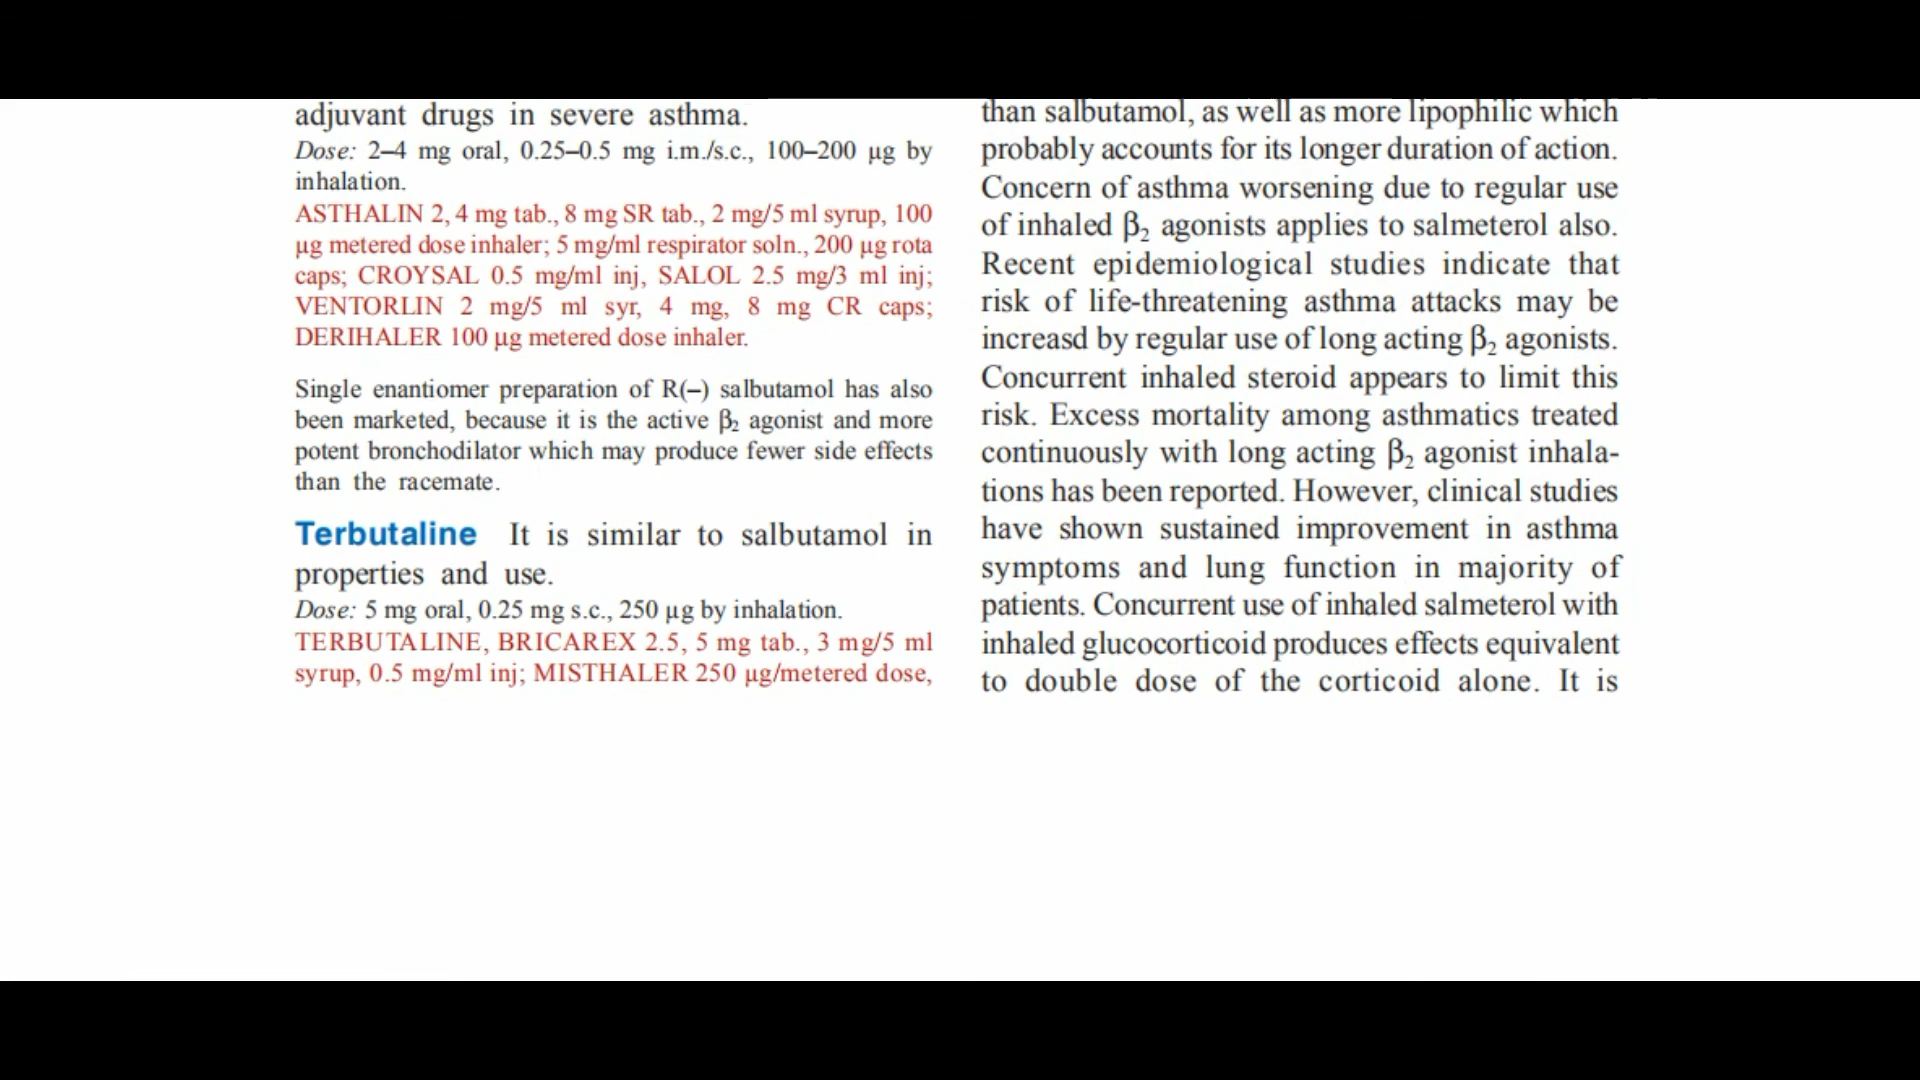 adjuvant drugs in severe asthma.
Dose: 2–4 mg oral, 0.25–0.5 mg i.m./s.c., 100–200 µg by
inhalation.
ASTHALIN 2, 4 mg tab., 8 mg SR tab., 2 mg/5 ml syrup, 100
µg metered dose inhaler; 5 mg/ml respirator soln., 200 µg rota
caps; CROYSAL 0.5 mg/ml inj, SALOL 2.5 mg/3 ml inj;
VENTORLIN 2 mg/5 ml syr, 4 mg, 8 mg CR caps;
DERIHALER 100 µg metered dose inhaler.
Single enantiomer preparation of R(–) salbutamol has also
been marketed, because it is the active β₂ agonist and more
potent bronchodilator which may produce fewer side effects
than the racemate.
Terbutaline It is similar to salbutamol in
properties and use.
Dose: 5 mg oral, 0.25 mg s.c., 250 µg by inhalation.
TERBUTALINE, BRICAREX 2.5, 5 mg tab., 3 mg/5 ml
syrup, 0.5 mg/ml inj; MISTHALER 250 µg/metered dose,
than salbutamol, as well as more lipophilic which
probably accounts for its longer duration of action.
Concern of asthma worsening due to regular use
of inhaled β₂ agonists applies to salmeterol also.
Recent epidemiological studies indicate that
risk of life-threatening asthma attacks may be
increasd by regular use of long acting β₂ agonists.
Concurrent inhaled steroid appears to limit this
risk. Excess mortality among asthmatics treated
continuously with long acting β₂ agonist inhala-
tions has been reported. However, clinical studies
have shown sustained improvement in asthma
symptoms and lung function in majority of
patients. Concurrent use of inhaled salmeterol with
inhaled glucocorticoid produces effects equivalent
to double dose of the corticoid alone. It is